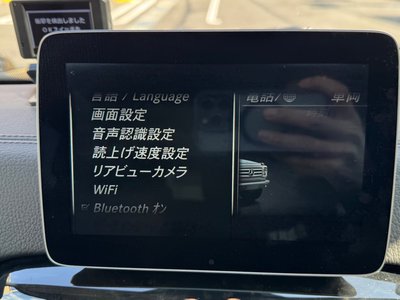 言語 / Language
画面設定
音声認識設定
読上げ速度設定
リアビューカメラ
WiFi
Bluetooth オン
電話/
車両